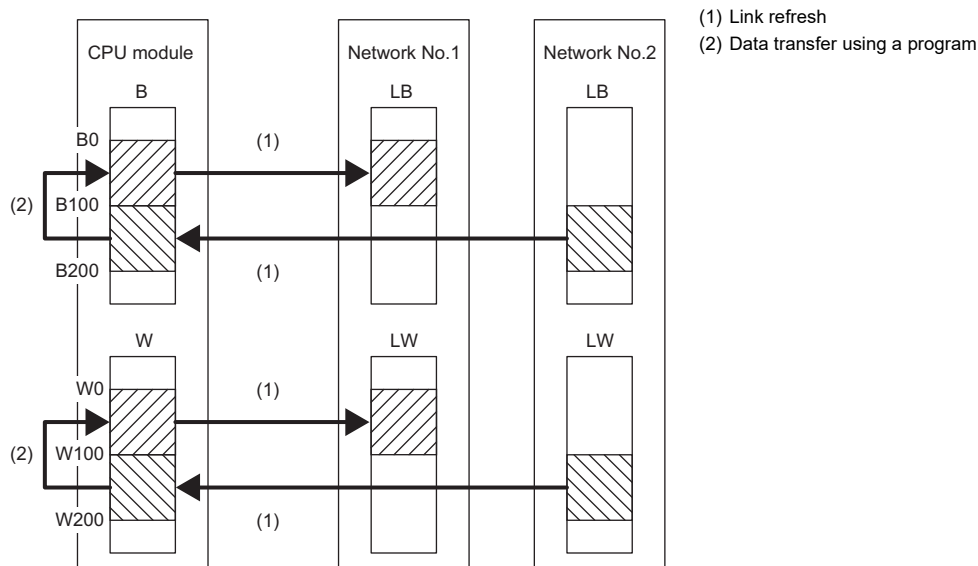 (1) Link refresh
(2) Data transfer using a program
CPU module
Network No.1
Network No.2
B
LB
LB
B0
(1)
(2)
B100
B200
(1)
W
LW
LW
W0
(1)
(2)
W100
W200
(1)